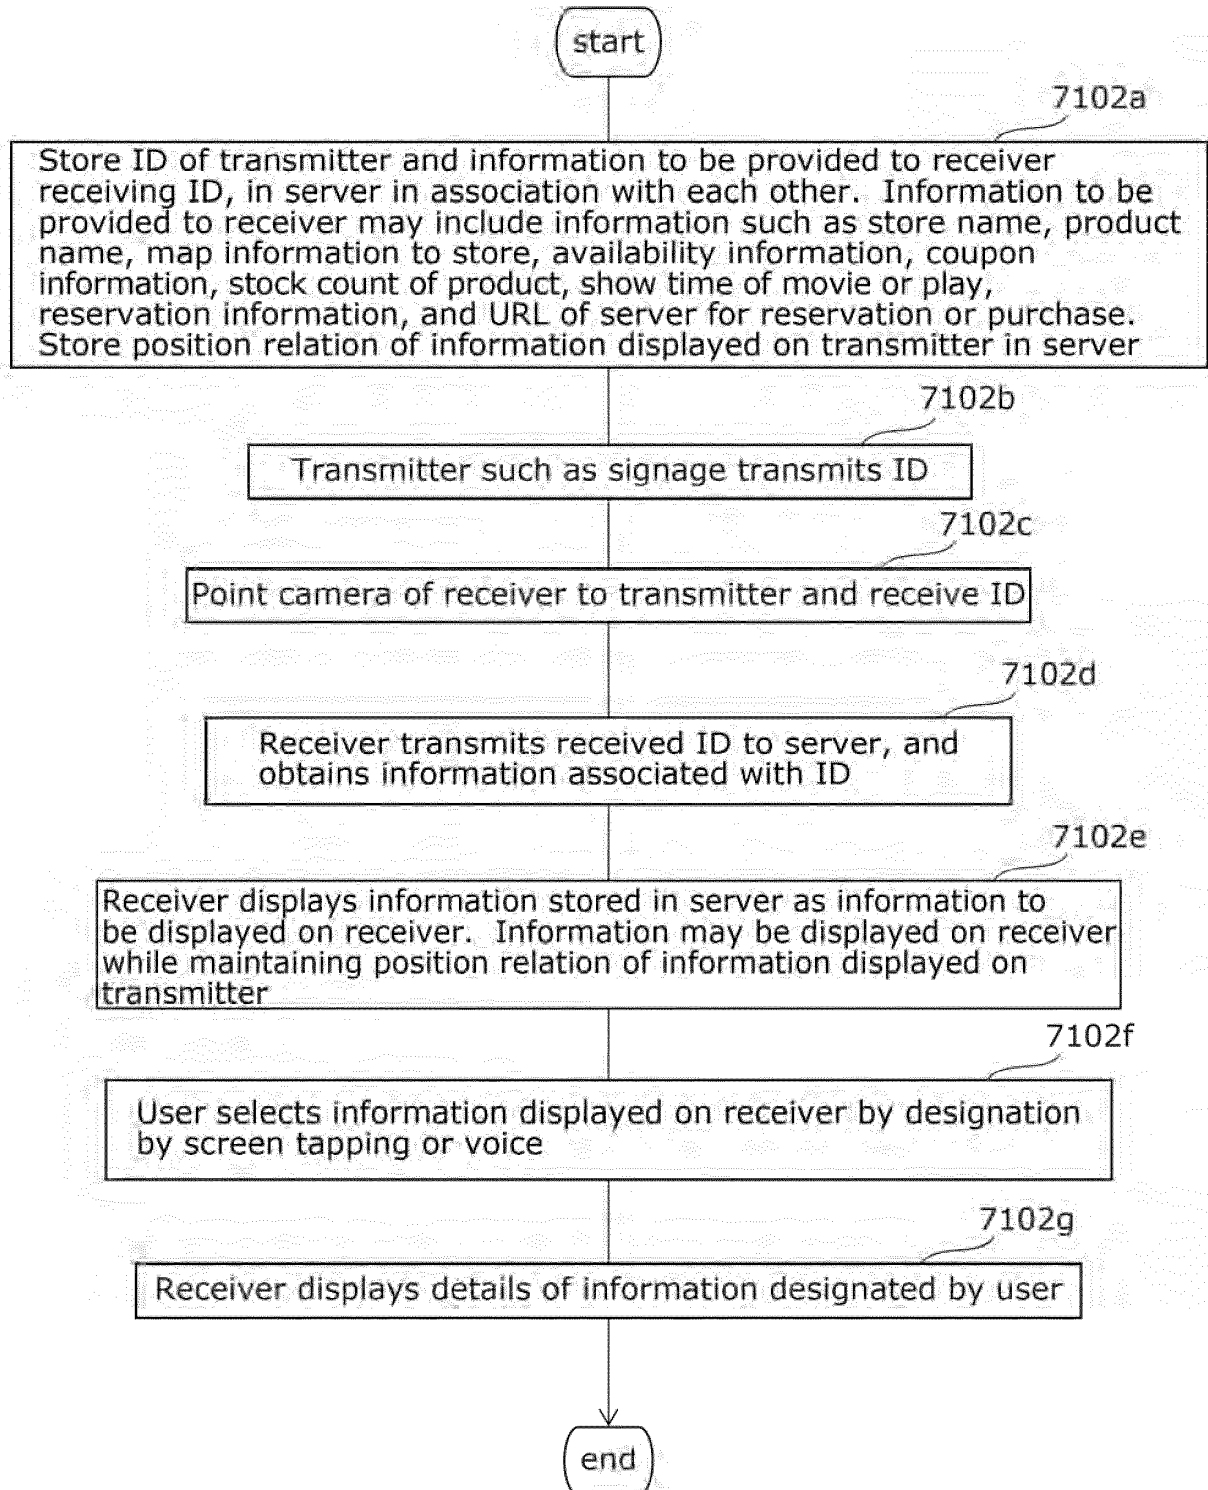 start
7102a
Store ID of transmitter and information to be provided to receiver
receiving ID, in server in association with each other.  Information to be
provided to receiver may include information such as store name, product
name, map information to store, availability information, coupon
information, stock count of product, show time of movie or play,
reservation information, and URL of server for reservation or purchase.
Store position relation of information displayed on transmitter in server
7102b
Transmitter such as signage transmits ID
7102c
Point camera of receiver to transmitter and receive ID
7102d
Receiver transmits received ID to server, and
obtains information associated with ID
7102e
Receiver displays information stored in server as information to
be displayed on receiver.  Information may be displayed on receiver
while maintaining position relation of information displayed on
transmitter
7102f
User selects information displayed on receiver by designation
by screen tapping or voice
7102g
Receiver displays details of information designated by user
end